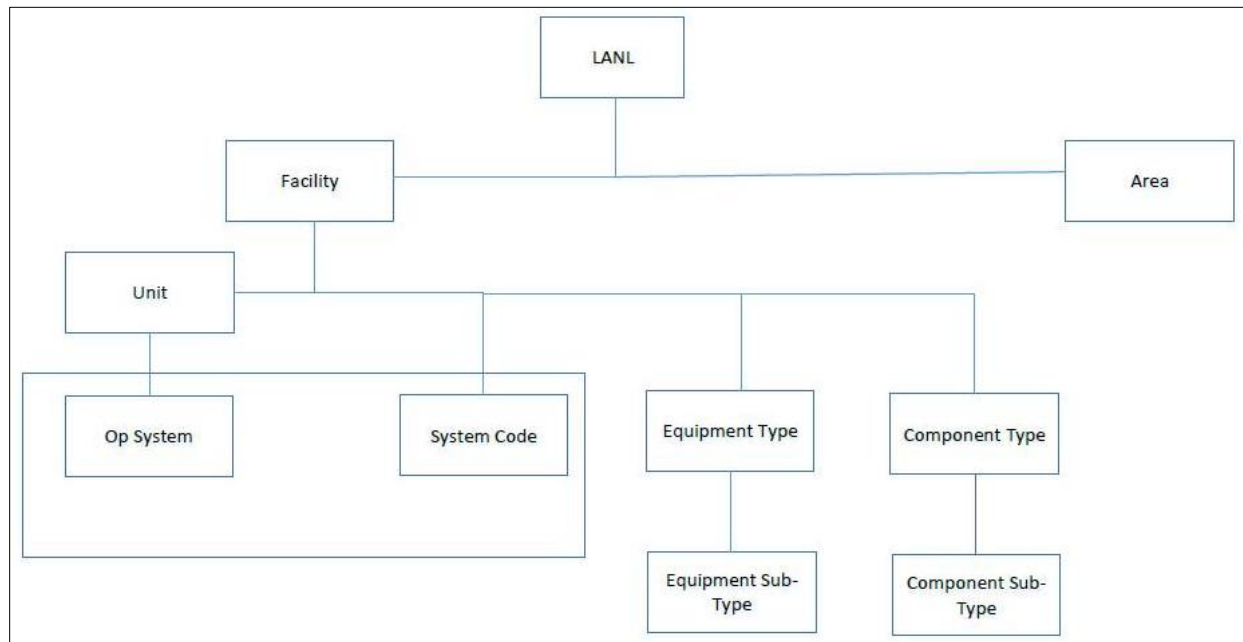 LANL
Facility
Area
Unit
Op System
System Code
Equipment Type
Component Type
Equipment Sub-
Type
Component Sub-
Type